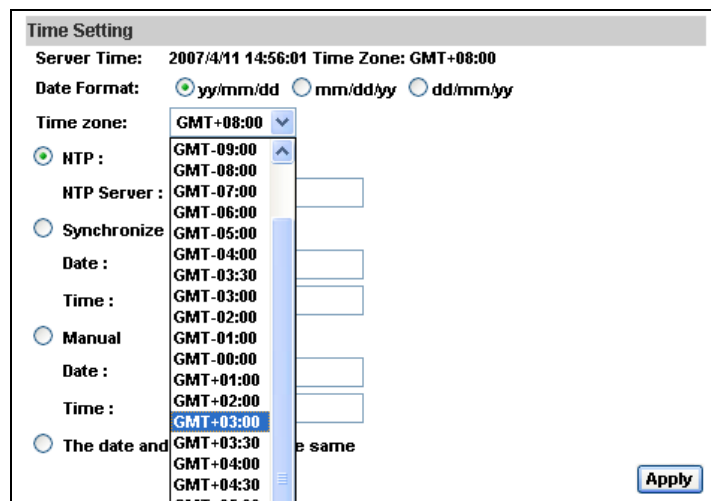 Time Setting
Server Time: 2007/4/11 14:56:01 Time Zone: GMT+08:00
Date Format: yy/mm/dd mm/dd/yy dd/mm/yy
Time zone: GMT+08:00
GMT-09:00
NTP :
GMT-08:00
NTP Server : GMT-07:00
GMT-06:00
Synchronize GMT-05:00
GMT-04:00
Date :
GMT-03:30
Time : GMT-03:00
GMT-02:00
Manual GMT-01:00
GMT-00:00
Date :
GMT+01:00
GMT+02:00
Time :
GMT+03:00
The date and GMT+03:30 e same
GMT+04:00
GMT+04:30
Apply